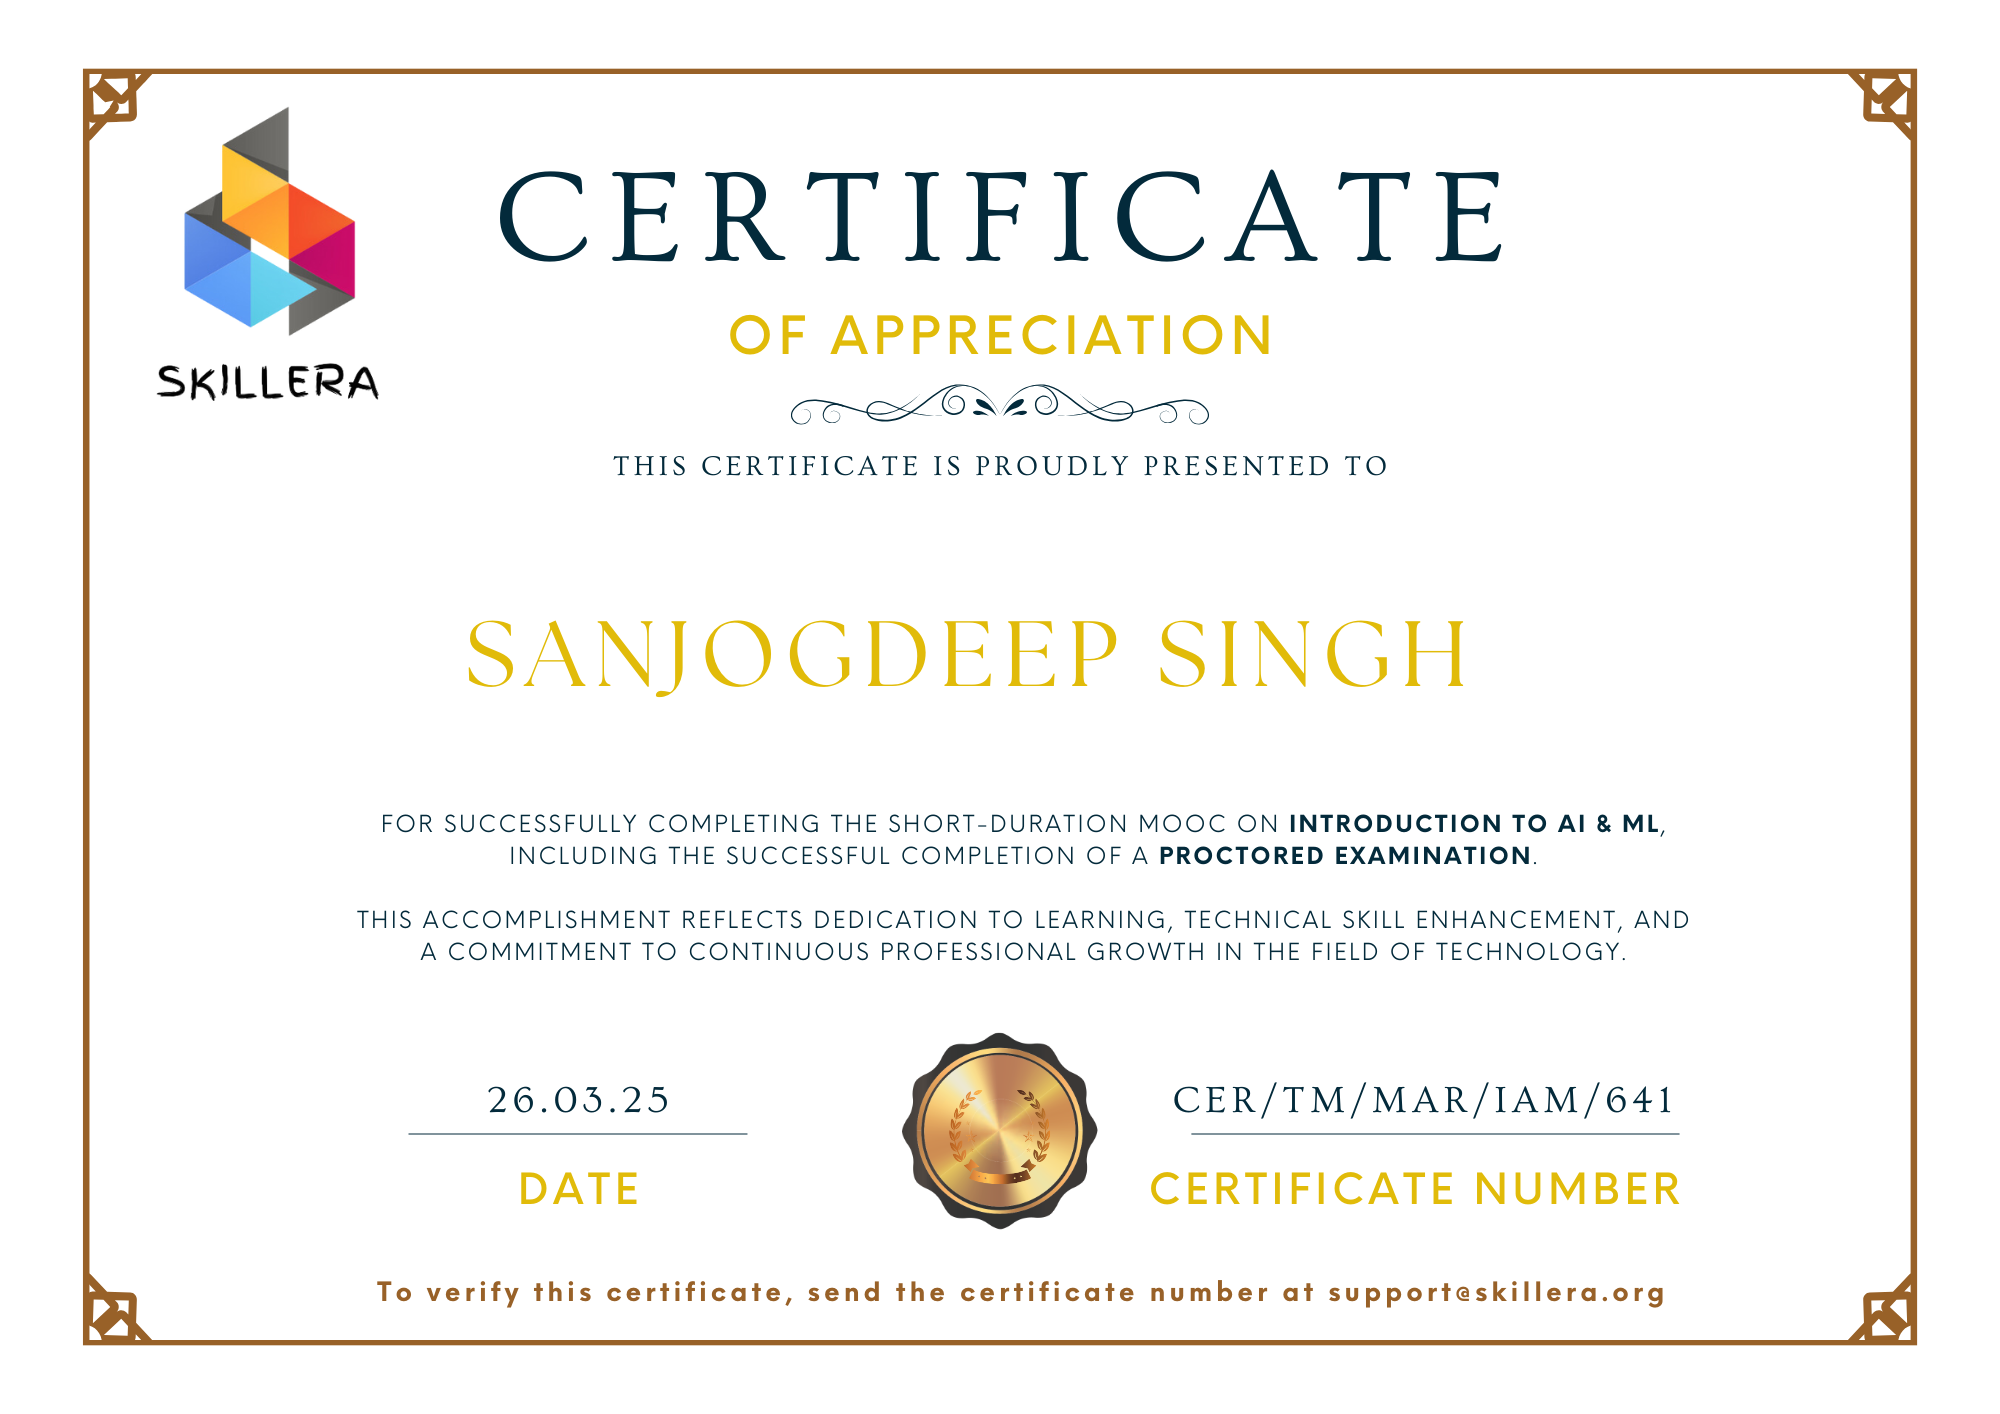 SKILLERA
CERTIFICATE
OF APPRECIATION
THIS CERTIFICATE IS PROUDLY PRESENTED TO
SANJOGDEEP SINGH
FOR SUCCESSFULLY COMPLETING THE SHORT-DURATION MOOC ON INTRODUCTION TO AI & ML,
INCLUDING THE SUCCESSFUL COMPLETION OF A PROCTORED EXAMINATION.
THIS ACCOMPLISHMENT REFLECTS DEDICATION TO LEARNING, TECHNICAL SKILL ENHANCEMENT, AND
A COMMITMENT TO CONTINUOUS PROFESSIONAL GROWTH IN THE FIELD OF TECHNOLOGY.
26.03.25
DATE
CER/TM/MAR/IAM/641
CERTIFICATE NUMBER
To verify this certificate, send the certificate number at support@skillera.org